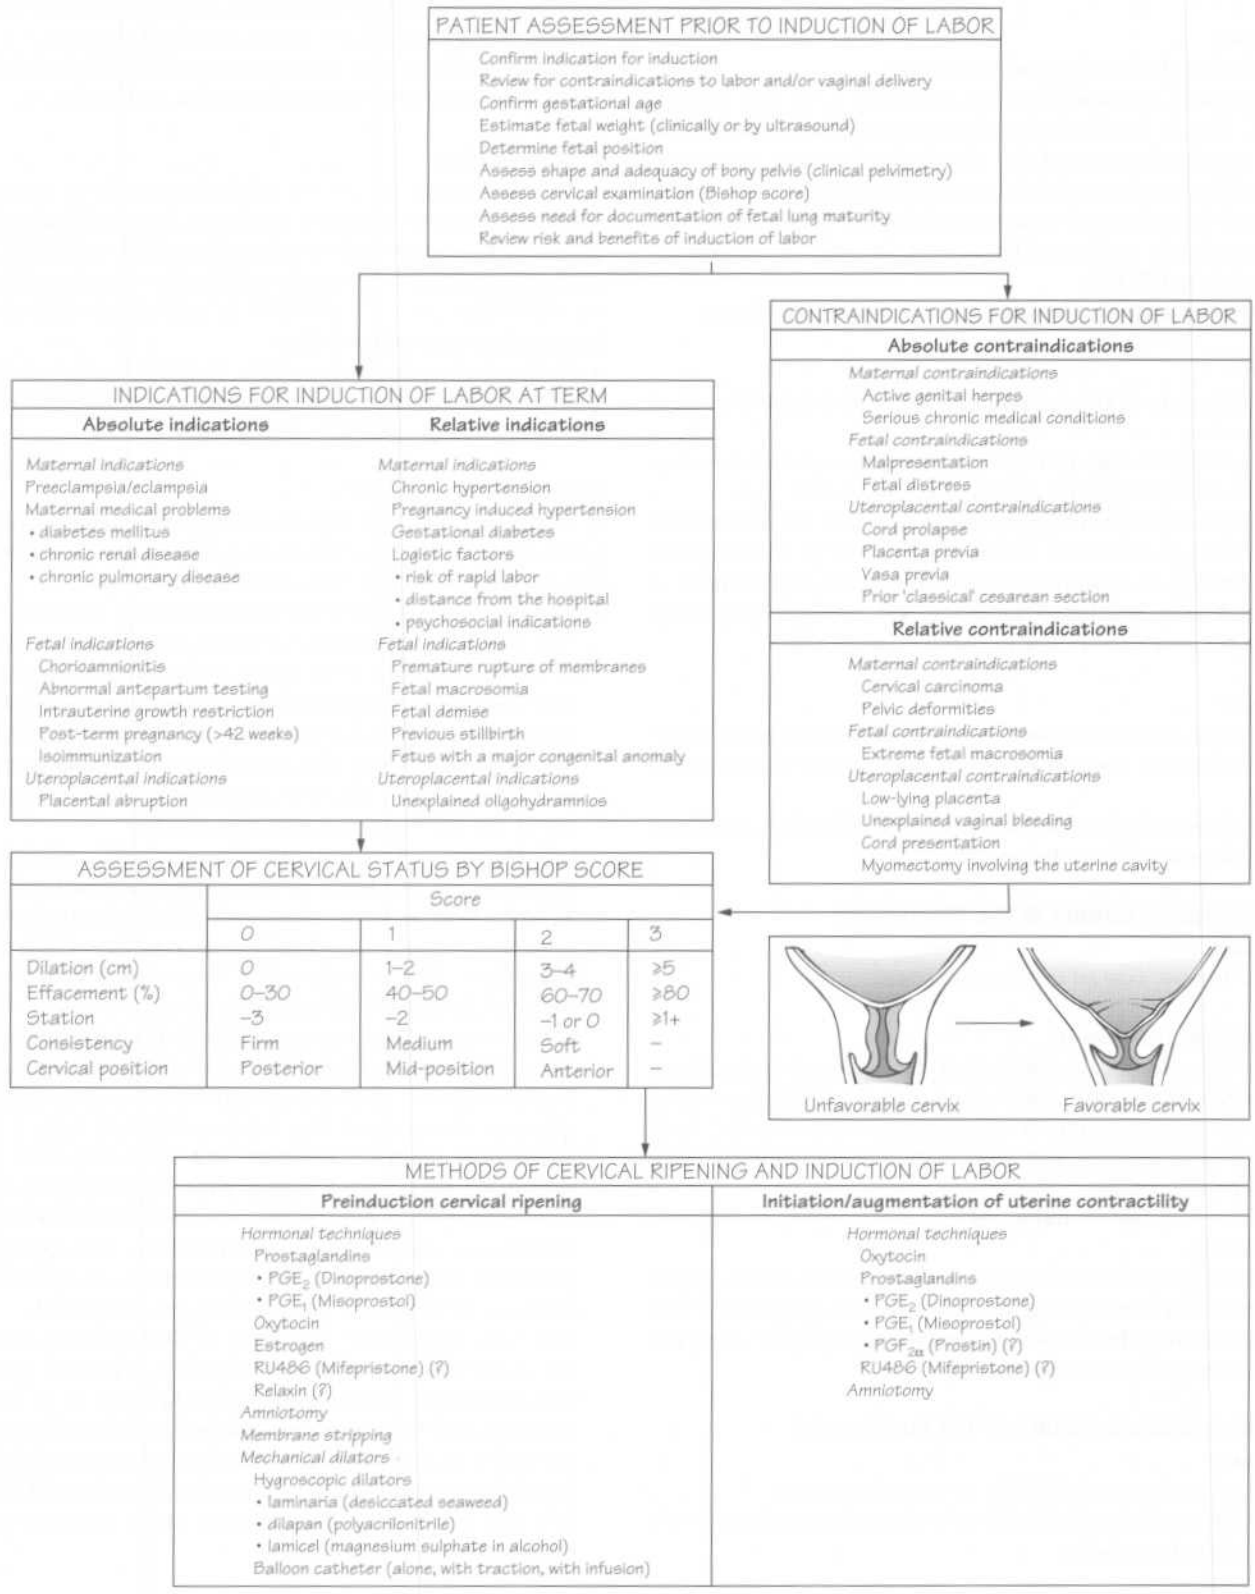 PATIENT ASSESSMENT PRIOR TO INDUCTION OF LABOR
Confirm indication for induction
Review for contraindications to labor and/or vaginal delivery
Confirm gestational age
Estimate fetal weight (clinically or by ultrasound)
Determine fetal position
Assess shape and adequacy of bony pelvis (clinical pelvimetry)
Assess cervical examination (Bishop score)
Assess need for documentation of fetal lung maturity
Review risk and benefits of induction of labor
INDICATIONS FOR INDUCTION OF LABOR AT TERM
Absolute indications
Maternal indications
Preeclampsia/eclampsia
Maternal medical problems
• diabetes mellitus
• chronic renal disease
• chronic pulmonary disease
Fetal indications
Chorioamnionitis
Abnormal antepartum testing
Intrauterine growth restriction
Post-term pregnancy (>42 weeks)
Isoimmunization
Uteroplacental indications
Placental abruption
Relative indications
Maternal indications
Chronic hypertension
Pregnancy induced hypertension
Gestational diabetes
Logistic factors
• risk of rapid labor
• distance from the hospital
• psychosocial indications
Fetal indications
Premature rupture of membranes
Fetal macrosomia
Fetal demise
Previous stillbirth
Fetus with a major congenital anomaly
Uteroplacental indications
Unexplained oligohydramnios
CONTRAINDICATIONS FOR INDUCTION OF LABOR
Absolute contraindications
Maternal contraindications
Active genital herpes
Serious chronic medical conditions
Fetal contraindications
Malpresentation
Fetal distress
Uteroplacental contraindications
Cord prolapse
Placenta previa
Vasa previa
Prior 'classical' cesarean section
Relative contraindications
Maternal contraindications
Cervical carcinoma
Pelvic deformities
Fetal contraindications
Extreme fetal macrosomia
Uteroplacental contraindications
Low-lying placenta
Unexplained vaginal bleeding
Cord presentation
Myomectomy involving the uterine cavity
ASSESSMENT OF CERVICAL STATUS BY BISHOP SCORE
Score
0 1 2 3
Dilation (cm) 0 1–2 3–4 ≥5
Effacement (%) 0–30 40–50 60–70 ≥80
Station –3 –2 –1 or 0 ≥1+
Consistency Firm Medium Soft –
Cervical position Posterior Mid-position Anterior –
Unfavorable cervix Favorable cervix
METHODS OF CERVICAL RIPENING AND INDUCTION OF LABOR
Preinduction cervical ripening
Hormonal techniques
Prostaglandins
• PGE₂ (Dinoprostone)
• PGE₁ (Misoprostol)
Oxytocin
Estrogen
RU486 (Mifepristone) (?)
Relaxin (?)
Amniotomy
Membrane stripping
Mechanical dilators
Hygroscopic dilators
• laminaria (desiccated seaweed)
• dilapan (polyacrilonitrile)
• lamicel (magnesium sulphate in alcohol)
Balloon catheter (alone, with traction, with infusion)
Initiation/augmentation of uterine contractility
Hormonal techniques
Oxytocin
Prostaglandins
• PGE₂ (Dinoprostone)
• PGE₁ (Misoprostol)
• PGF₂α (Prostin) (?)
RU486 (Mifepristone) (?)
Amniotomy